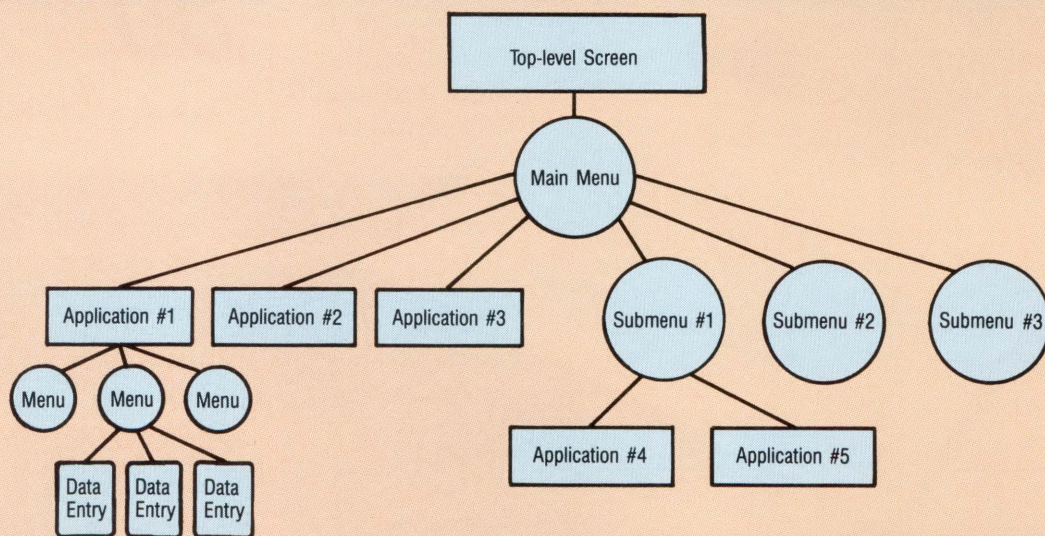 Top-level Screen
Main Menu
Application #1
Application #2
Application #3
Submenu #1
Submenu #2
Submenu #3
Menu
Menu
Menu
Application #4
Application #5
Data
Entry
Data
Entry
Data
Entry